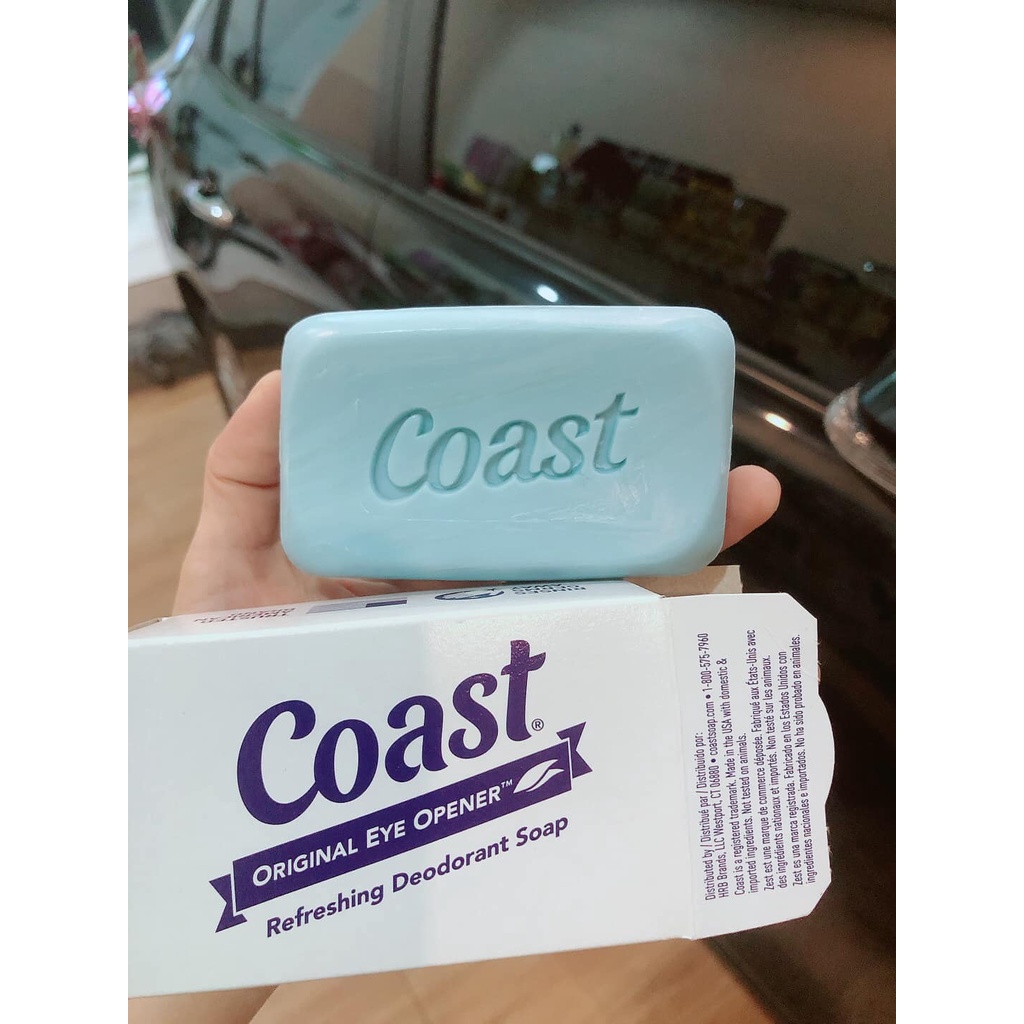 Coast
Coast®
ORIGINAL EYE OPENER™
Refreshing Deodorant Soap
Distributed by / Distribué par / Distribuido por:
HRB Brands, LLC Westport, CT 06880 • coastsoap.com • 1-800-575-7960
Coast is a registered trademark. Made in the USA with domestic &
imported ingredients. Not tested on animals.
Zest est une marque de commerce déposée. Fabriqué aux États-Unis avec
des ingrédients nationaux et importés. Non testé sur les animaux.
Zest es una marca registrada. Fabricado en los Estados Unidos con
ingredientes nacionales e importados. No ha sido probado en animales.